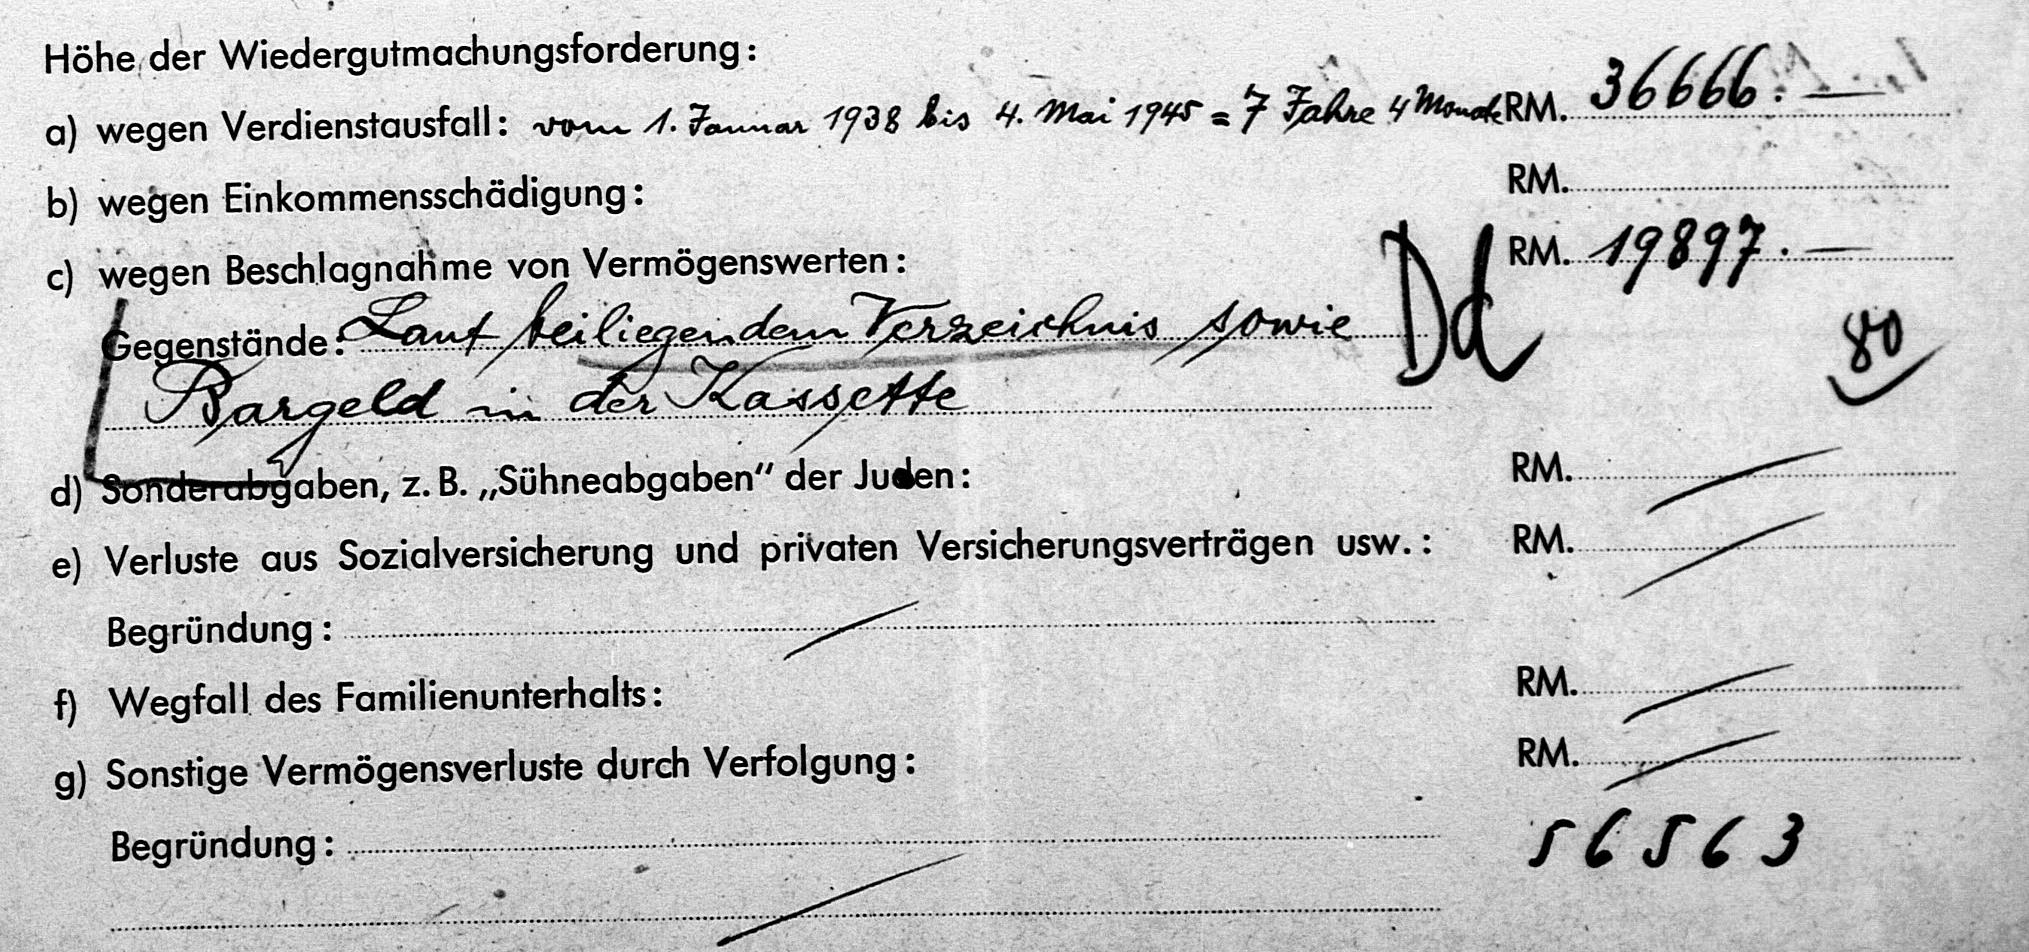 Höhe der Wiedergutmachungsforderung:
a) wegen Verdienstausfall: vom 1. Januar 1938 bis 4. Mai 1945 = 7 Jahre 4 Monate RM. 36666.—
b) wegen Einkommensschädigung: RM.
c) wegen Beschlagnahme von Vermögenswerten: RM. 19897.—
Gegenstände: Laut beiliegendem Verzeichnis sowie
Bargeld in der Kassette
80
d) Sonderabgaben, z. B. „Sühneabgaben“ der Juden: RM.
e) Verluste aus Sozialversicherung und privaten Versicherungsverträgen usw.: RM.
Begründung:
f) Wegfall des Familienunterhalts: RM.
g) Sonstige Vermögensverluste durch Verfolgung: RM.
Begründung: 56563